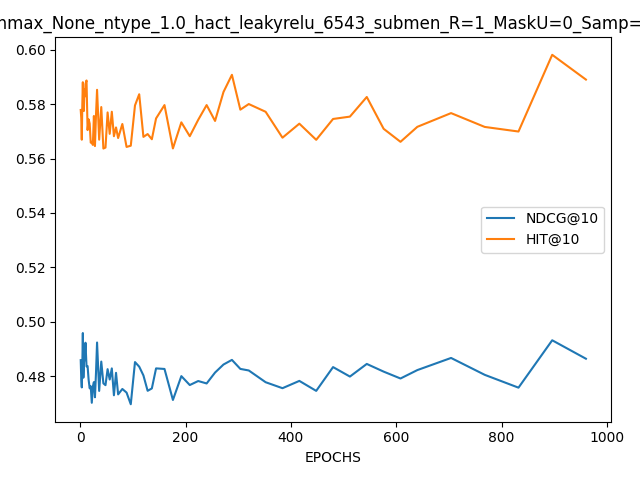 nmax_None_ntype_1.0_hact_leakyrelu_6543_submen_R=1_MaskU=0_Samp=
0.60
0.58
0.56
0.54
0.52
0.50
0.48
NDCG@10
HIT@10
0 200 400 600 800 1000
EPOCHS